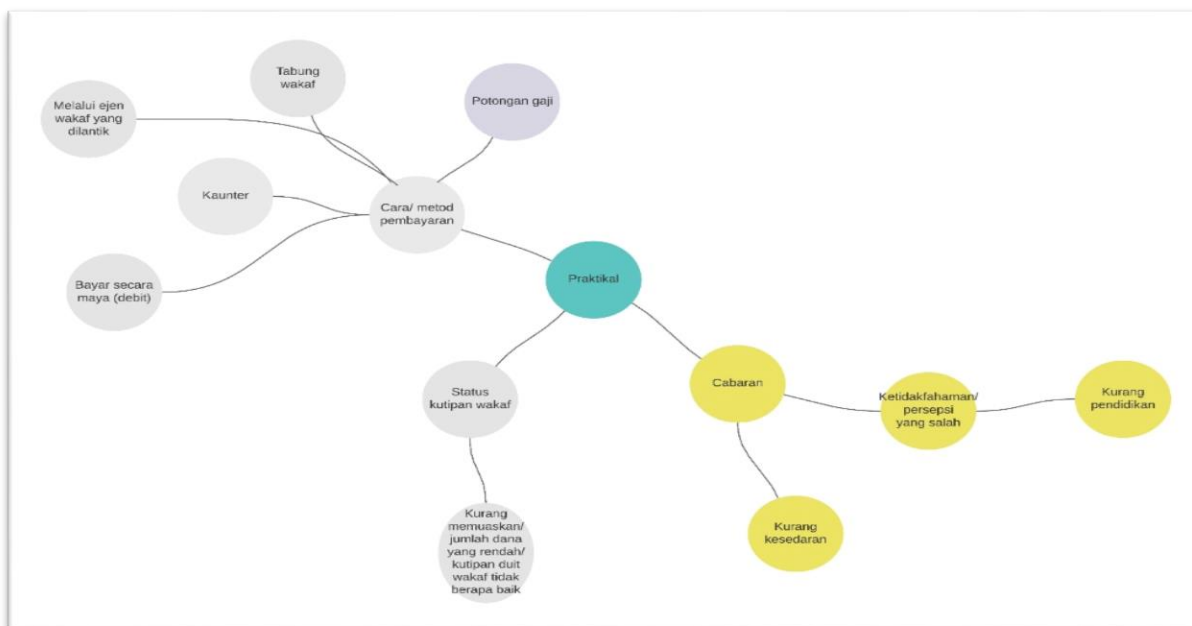 Tabung
wakaf
Potongan gaji
Melalui ejen
wakaf yang
dilantik
Kaunter
Cara/ metod
pembayaran
Bayar secara
maya (debit)
Praktikal
Status
kutipan wakaf
Cabaran
Ketidakfahaman/
persepsi
yang salah
Kurang
pendidikan
Kurang
memuaskan/
jumlah dana
yang rendah/
kutipan duit
wakaf tidak
berapa baik
Kurang
kesedaran